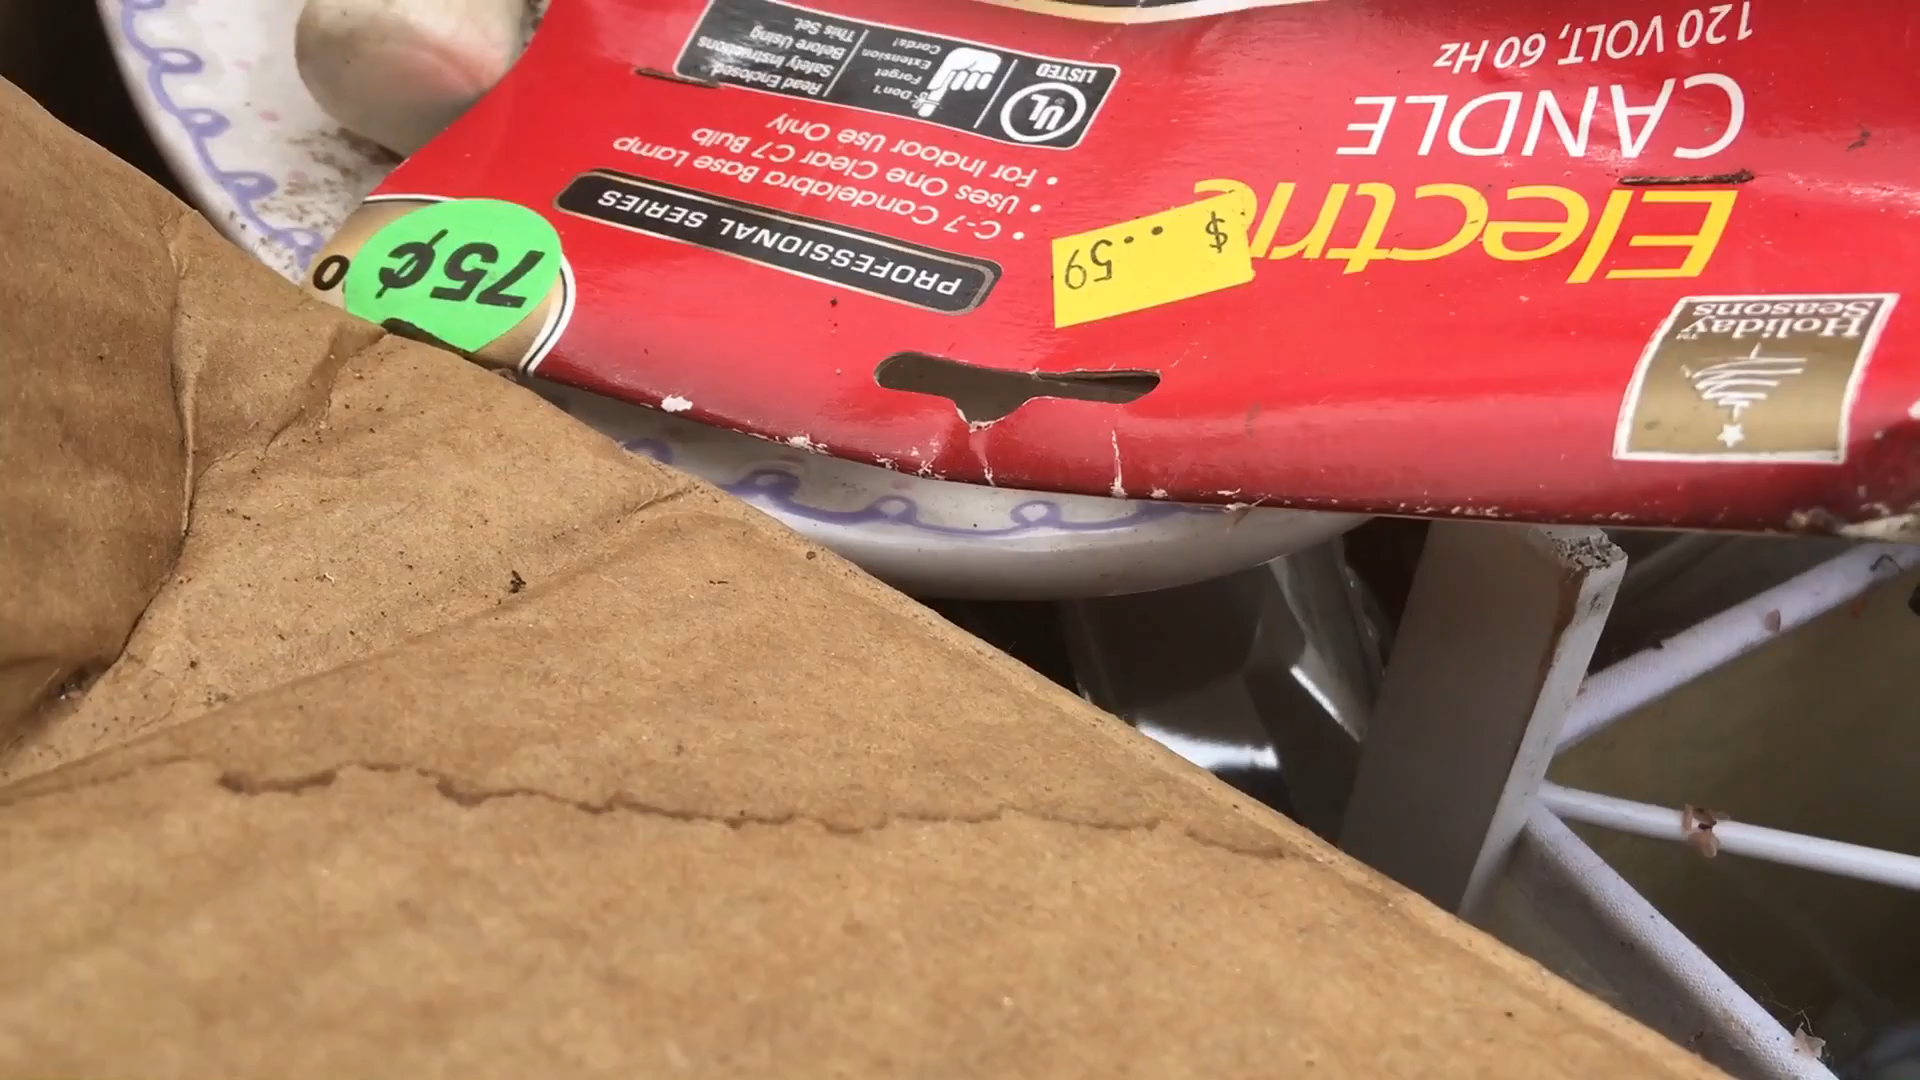 Holiday
Seasons
Electric
CANDLE
120 VOLT, 60 Hz
$ ..59
PROFESSIONAL SERIES
• C-7 Candelabra Base Lamp
• Uses One Clear C7 Bulb
• For Indoor Use Only
UL
LISTED
Don't
Forget
Extension
Cords!
Read Enclosed
Safety Instructions
Before Using
This Set.
75¢